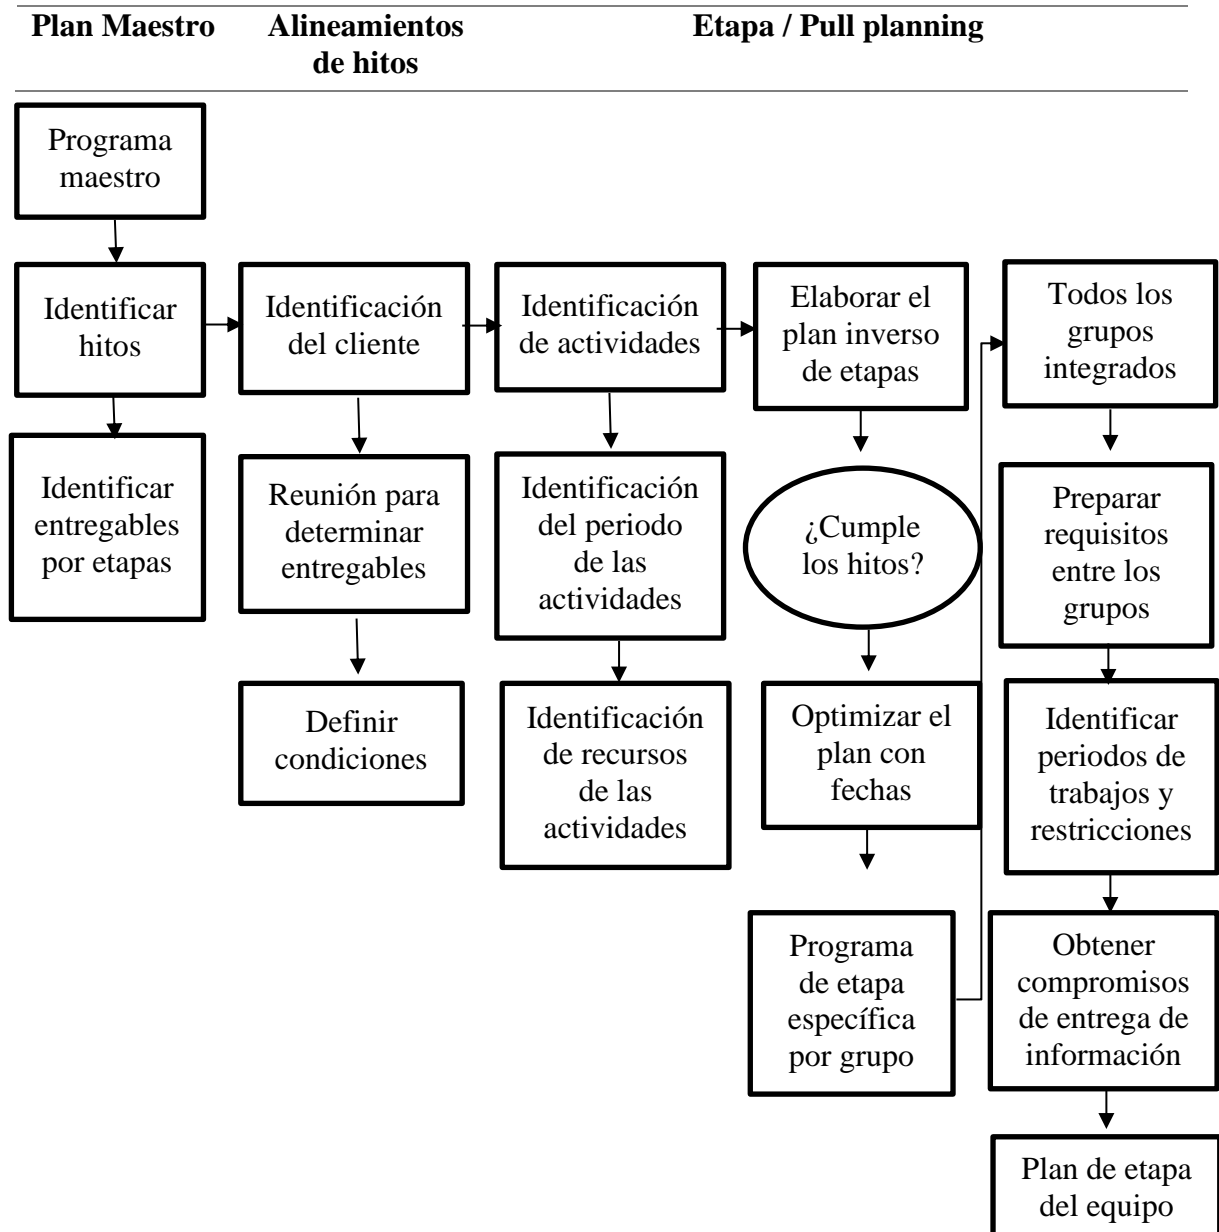 Plan Maestro
Alineamientos
de hitos
Etapa / Pull planning
Programa
maestro
Identificar
hitos
Identificar
entregables
por etapas
Identificación
del cliente
Reunión para
determinar
entregables
Definir
condiciones
Identificación
de actividades
Identificación
del periodo
de las
actividades
Identificación
de recursos
de las
actividades
Elaborar el
plan inverso
de etapas
¿Cumple
los hitos?
Optimizar el
plan con
fechas
Programa
de etapa
específica
por grupo
Todos los
grupos
integrados
Preparar
requisitos
entre los
grupos
Identificar
periodos de
trabajos y
restricciones
Obtener
compromisos
de entrega de
información
Plan de etapa
del equipo